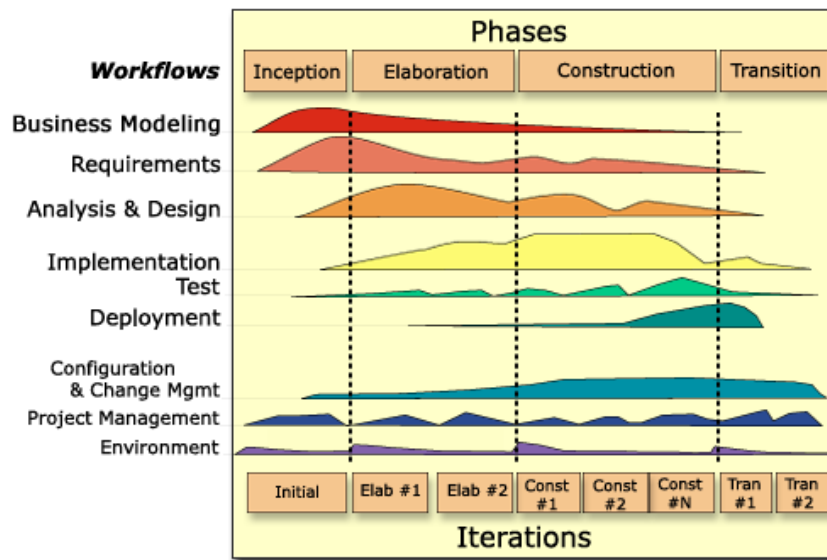 Phases
Workflows
Inception
Elaboration
Construction
Transition
Business Modeling
Requirements
Analysis & Design
Implementation
Test
Deployment
Configuration
& Change Mgmt
Project Management
Environment
Initial
Elab #1
Elab #2
Const
#1
Const
#2
Const
#N
Tran
#1
Tran
#2
Iterations